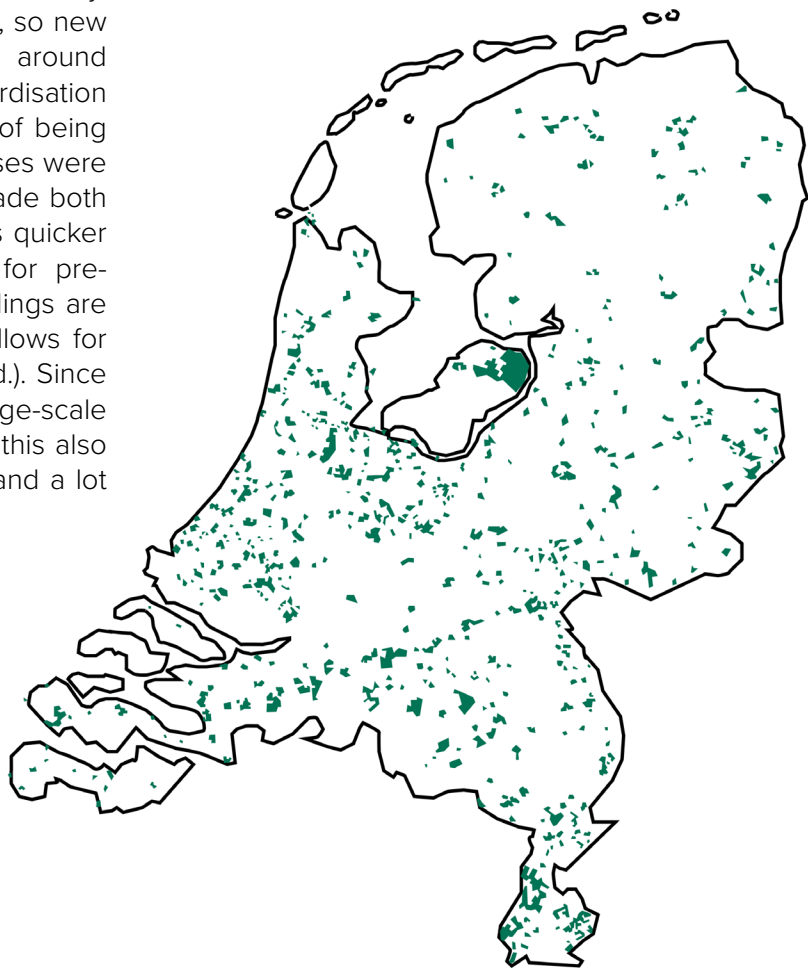 , so new
around
rdisation
of being
ses were
ade both
s quicker
for pre-
lings are
llows for
d.). Since
ge-scale
this also
and a lot